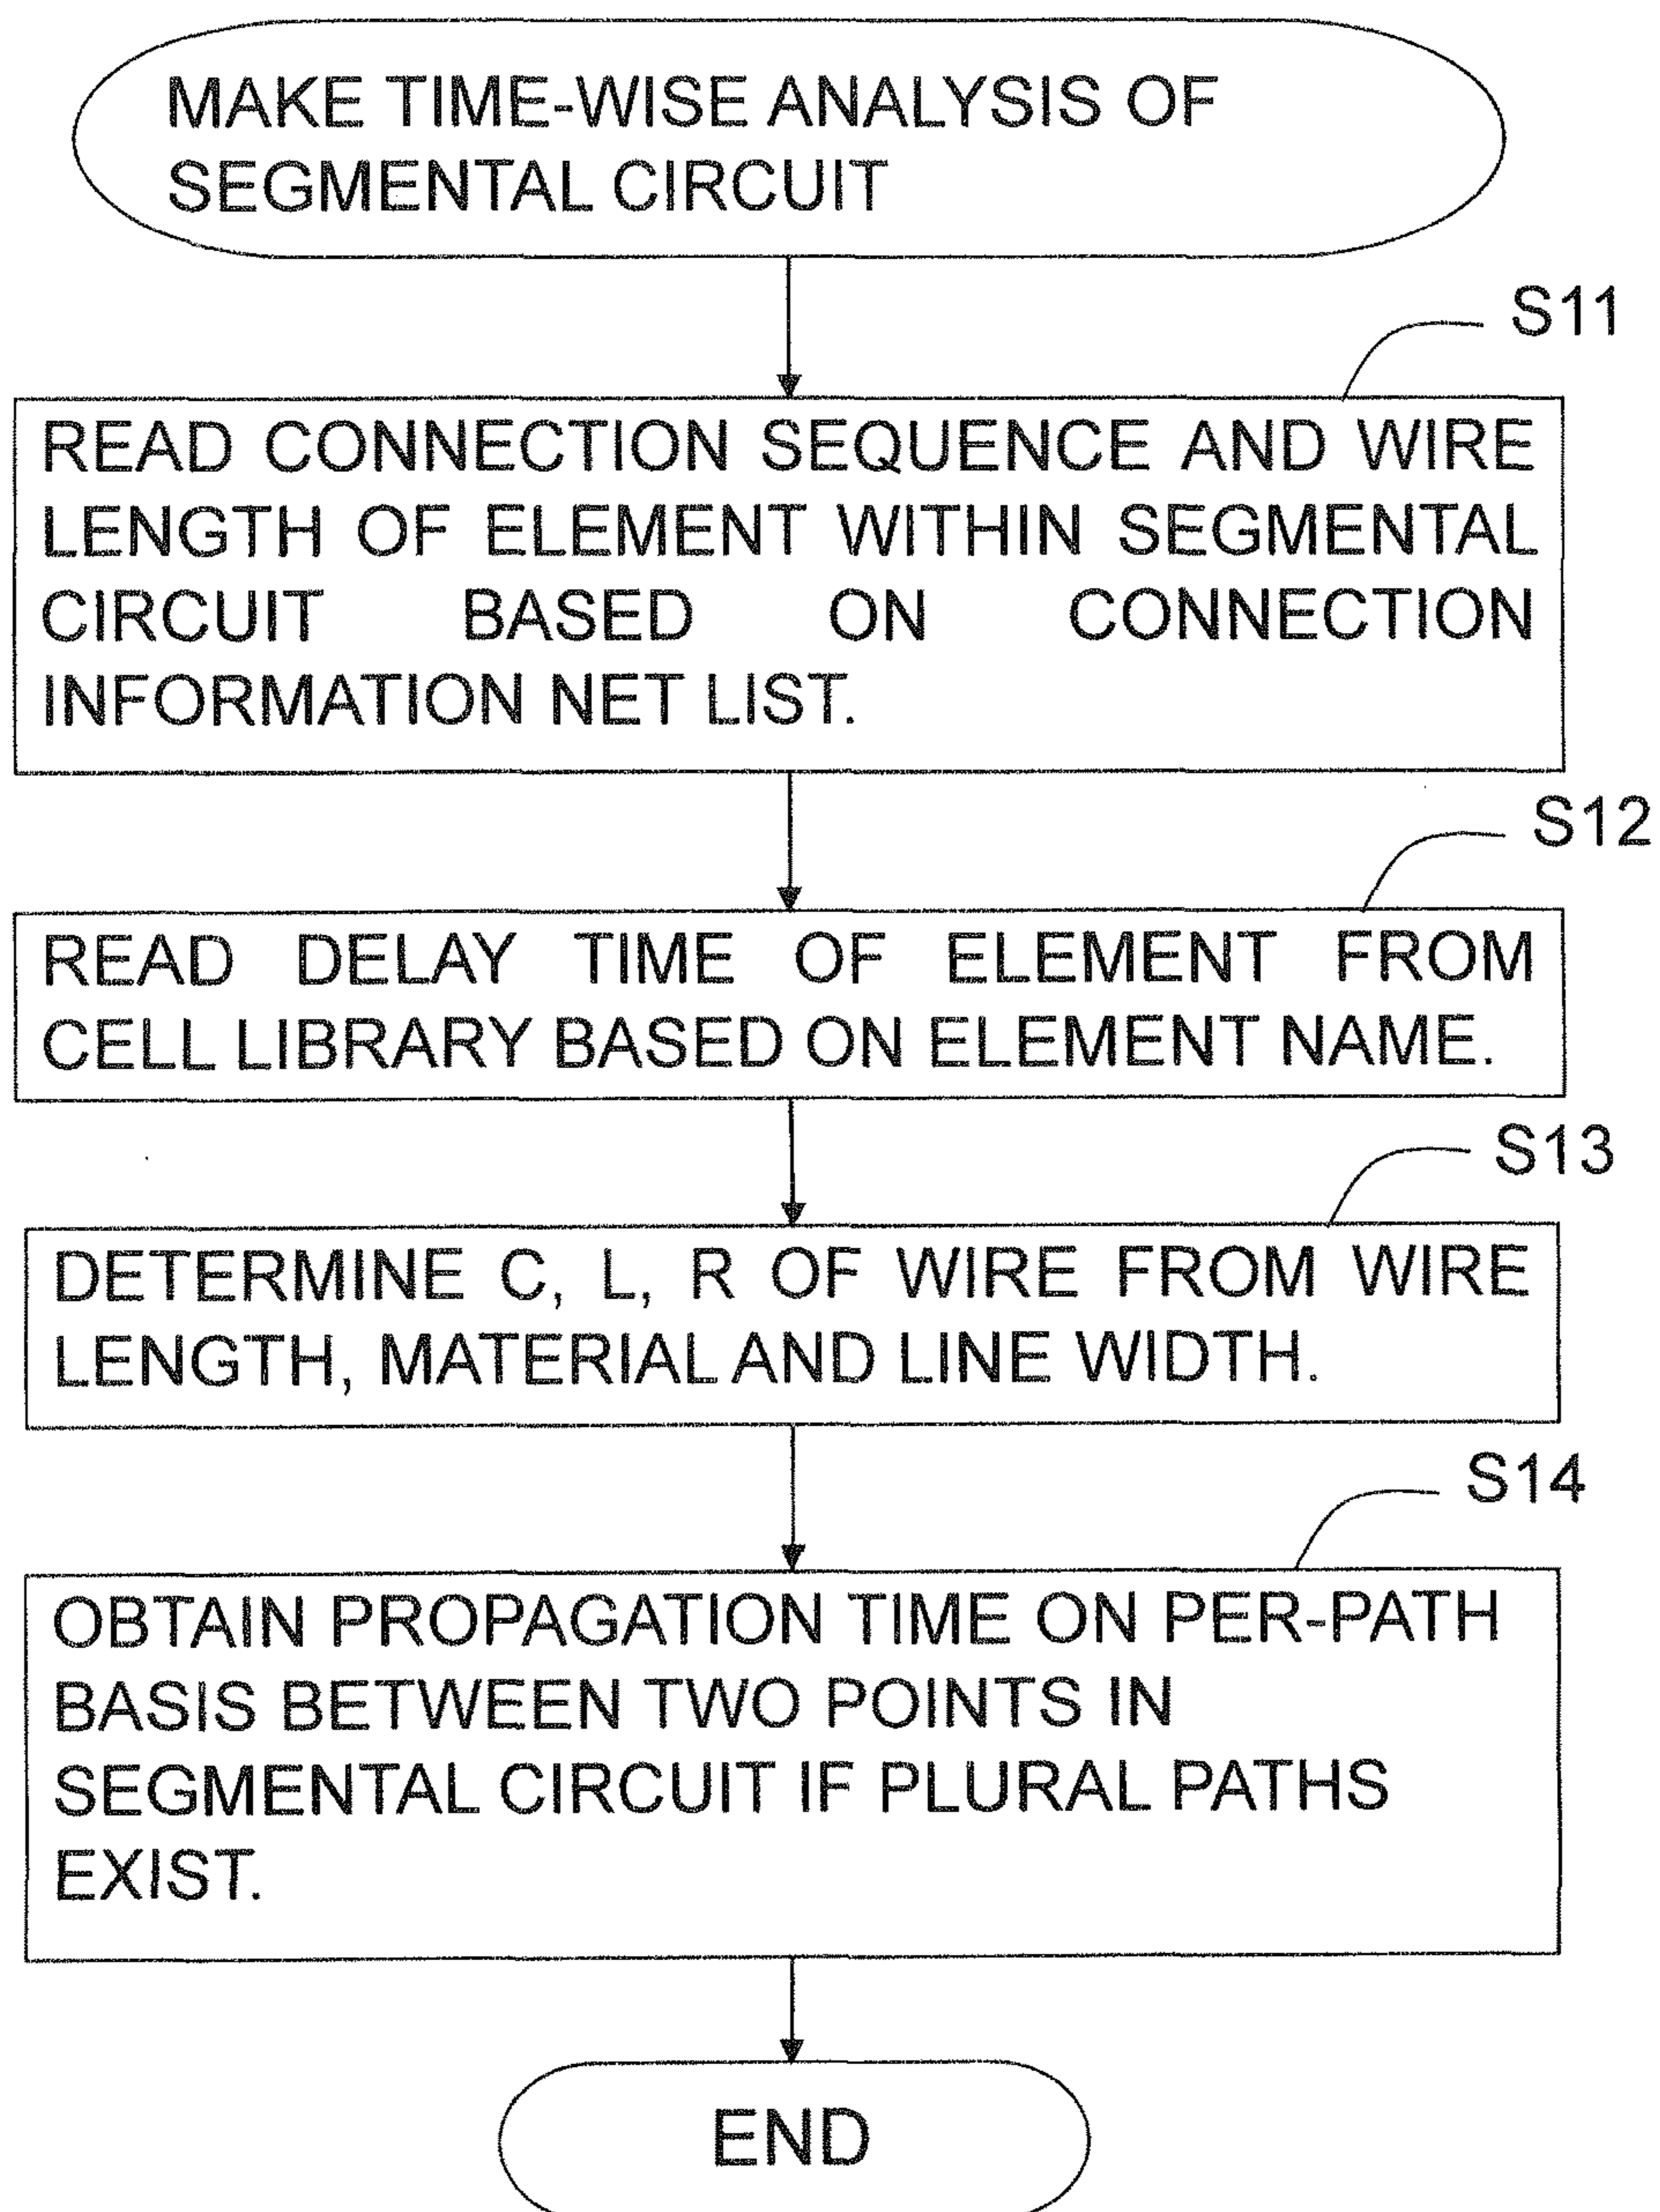 MAKE TIME-WISE ANALYSIS OF
SEGMENTAL CIRCUIT
S11
READ CONNECTION SEQUENCE AND WIRE
LENGTH OF ELEMENT WITHIN SEGMENTAL
CIRCUIT BASED ON CONNECTION
INFORMATION NET LIST.
S12
READ DELAY TIME OF ELEMENT FROM
CELL LIBRARY BASED ON ELEMENT NAME.
S13
DETERMINE C, L, R OF WIRE FROM WIRE
LENGTH, MATERIAL AND LINE WIDTH.
S14
OBTAIN PROPAGATION TIME ON PER-PATH
BASIS BETWEEN TWO POINTS IN
SEGMENTAL CIRCUIT IF PLURAL PATHS
EXIST.
END